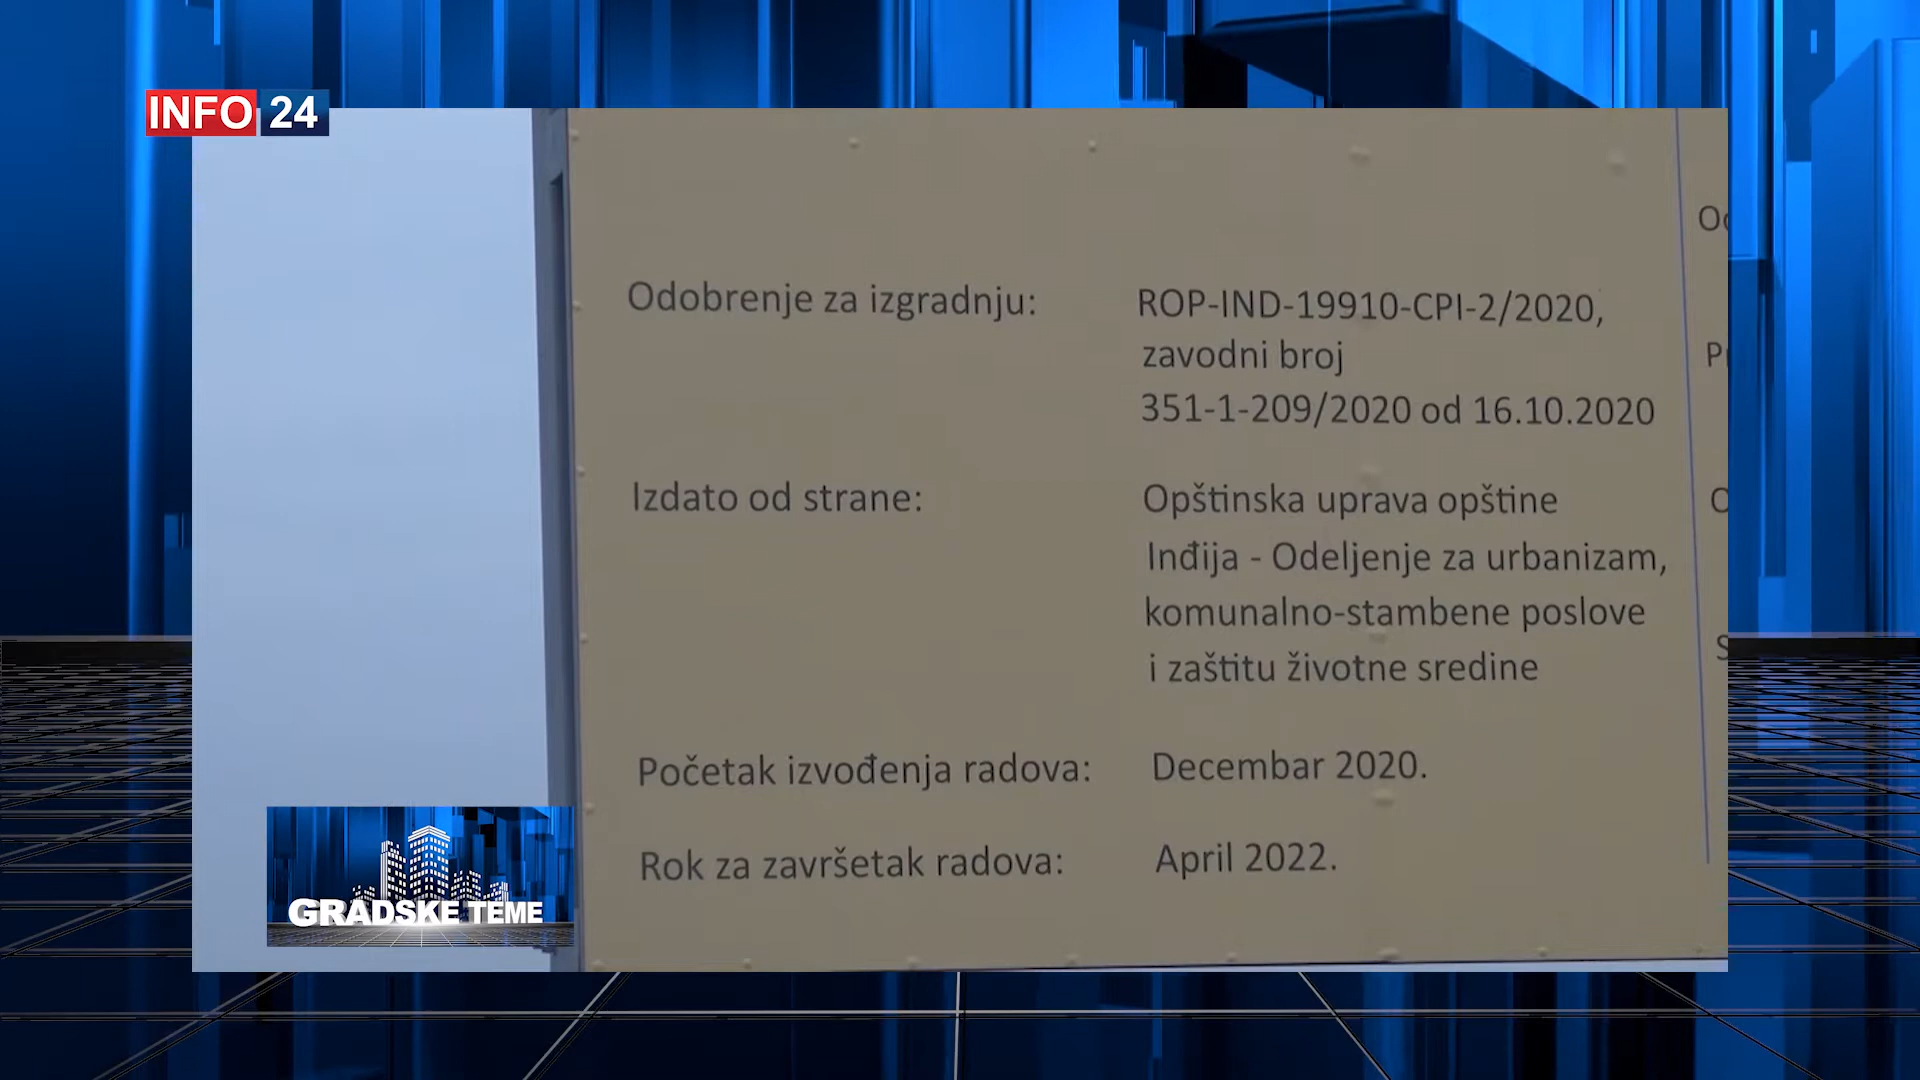 INFO 24
Odobrenje za izgradnju: ROP-IND-19910-CPI-2/2020,
zavodni broj
351-1-209/2020 od 16.10.2020
Izdato od strane: Opštinska uprava opštine
Inđija - Odeljenje za urbanizam,
komunalno-stambene poslove
i zaštitu životne sredine
Početak izvođenja radova: Decembar 2020.
Rok za završetak radova: April 2022.
GRADSKE TEME